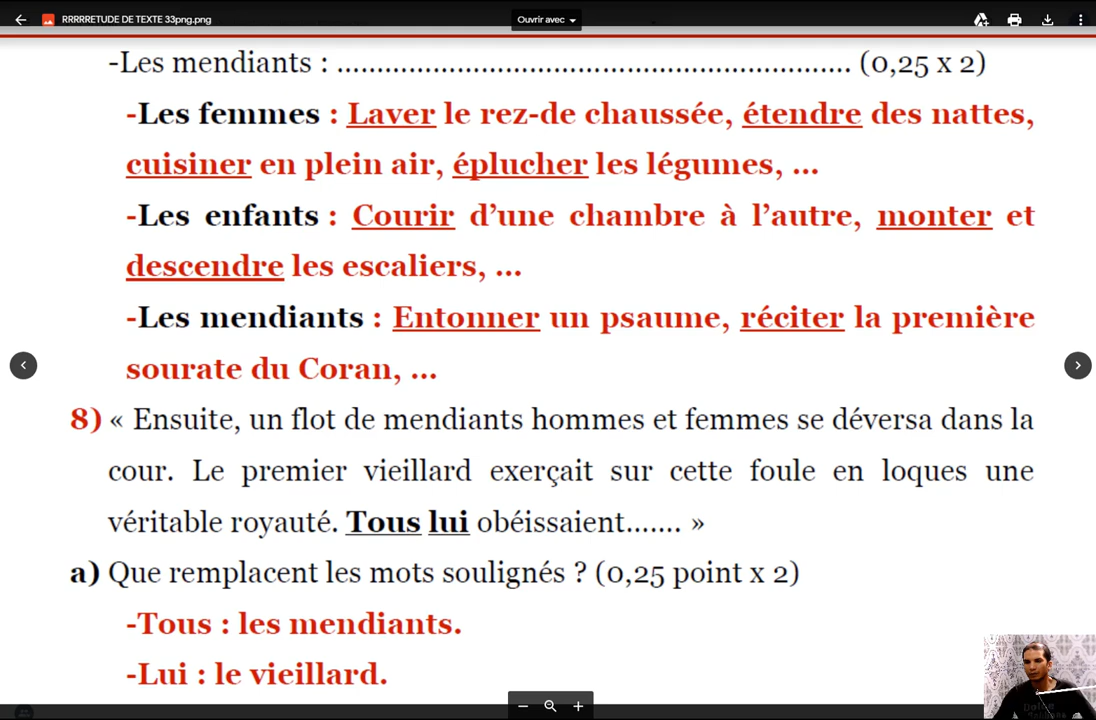 RRRRRETUDE DE TEXTE 33png.png
Ouvrir avec
-Les mendiants : ................................................................ (0,25 x 2)
-Les femmes : Laver le rez-de chaussée, étendre des nattes,
cuisiner en plein air, éplucher les légumes, ...
-Les enfants : Courir d’une chambre à l’autre, monter et
descendre les escaliers, ...
-Les mendiants : Entonner un psaume, réciter la première
sourate du Coran, ...
8) « Ensuite, un flot de mendiants hommes et femmes se déversa dans la
cour. Le premier vieillard exerçait sur cette foule en loques une
véritable royauté. Tous lui obéissaient....... »
a) Que remplacent les mots soulignés ? (0,25 point x 2)
-Tous : les mendiants.
-Lui : le vieillard.